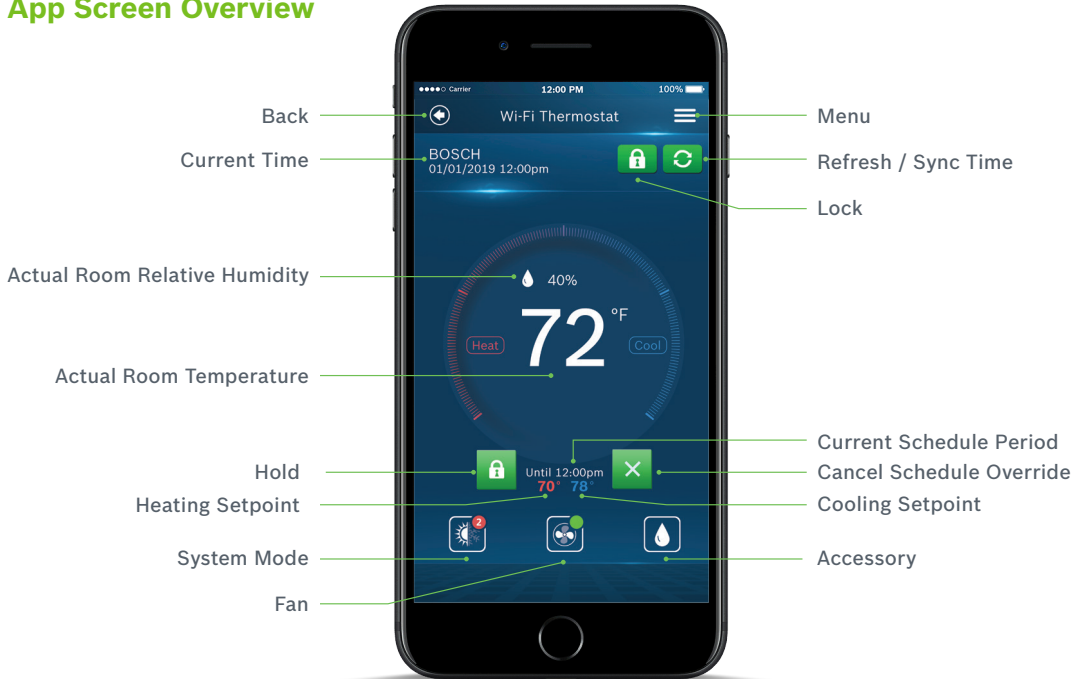 App Screen Overview
Carrier 12:00 PM 100%
Back
Wi-Fi Thermostat
Menu
Current Time
BOSCH
01/01/2019 12:00pm
Refresh / Sync Time
Lock
Actual Room Relative Humidity
40%
72 °F
Heat
Cool
Actual Room Temperature
Current Schedule Period
Hold
Until 12:00pm
Cancel Schedule Override
Heating Setpoint
70° 78°
Cooling Setpoint
2
System Mode
Accessory
Fan